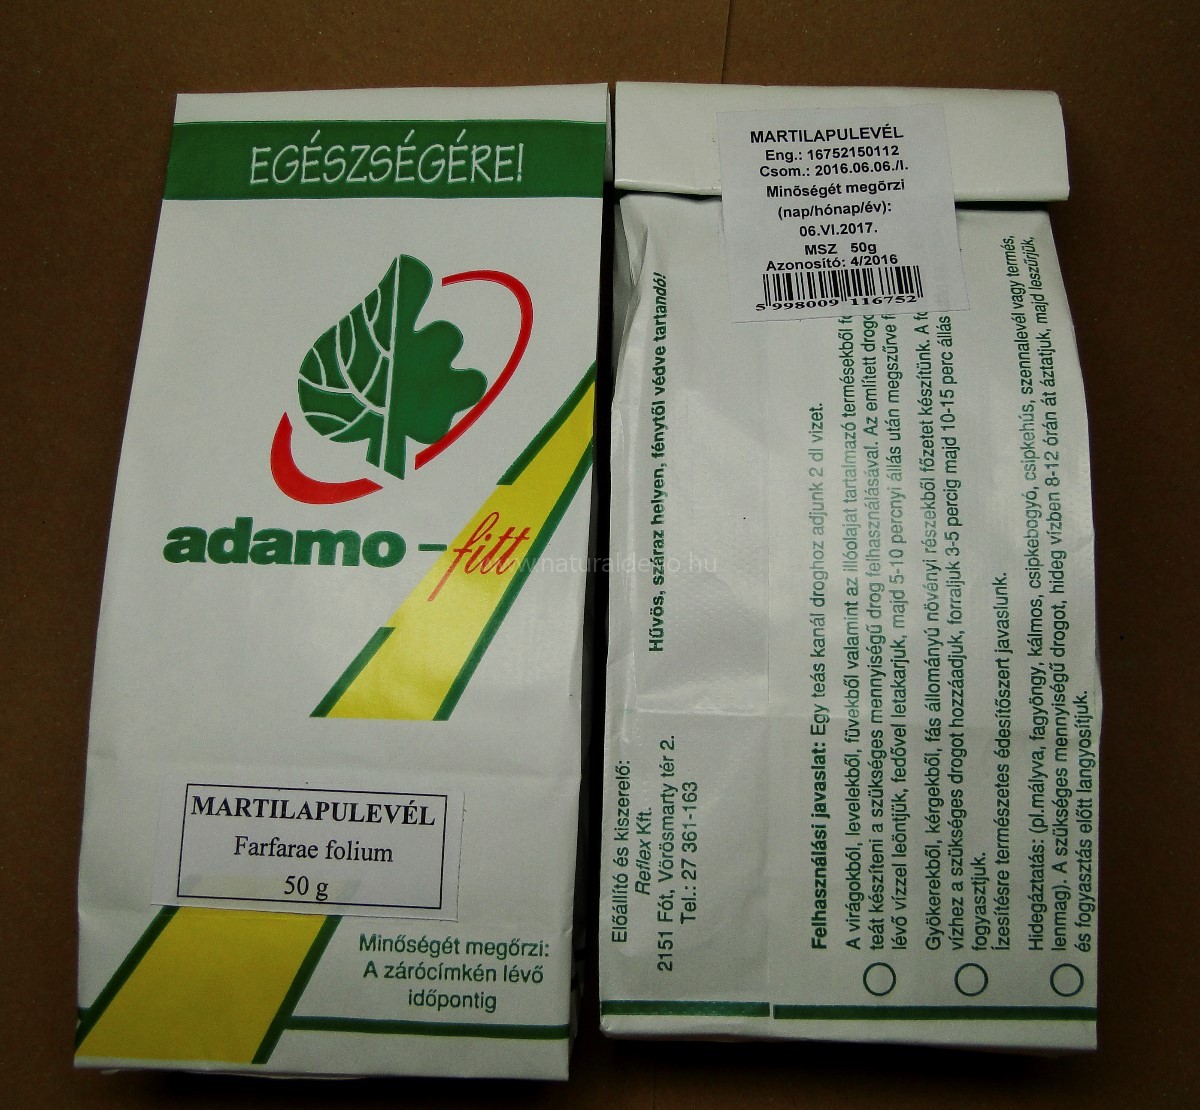 EGÉSZSÉGÉRE!
adamo - fitt
MARTILAPULEVÉL
Farfarae folium
50 g
Minőségét megőrzi:
A zárócímkén lévő
időpontig
MARTILAPULEVÉL
Eng.: 16752150112
Csom.: 2016.06.06./I.
Minőségét megőrzi
(nap/hónap/év):
06.VI.2017.
MSZ 50g
Azonosító: 4/2016
5 998009 116752
Előállító és kiszerelő:
Reflex Kft.
2151 Fót, Vörösmarty tér 2.
Tel.: 27 361-163
Hűvös, száraz helyen, fénytől védve tartandó!
Felhasználási javaslat: Egy teás kanál droghoz adjunk 2 dl vizet.
A virágokból, levelekből, füvekből valamint az illóolajat tartalmazó termésekből
teát készíteni a szükséges mennyiségű drog felhasználásával. Az említett
lévő vízzel leöntjük, fedővel letakarjuk, majd 5-10 percnyi állás után megszűrve
Gyökerekből, kérgekből, fás állományú növényi részekből főzetet készítünk. A
vízhez a szükséges drogot hozzáadjuk, forraljuk 3-5 percig majd 10-15 perc állás
fogyasztjuk.
Ízesítésre természetes édesítőszert javaslunk.
Hidegáztatás: (pl.mályva, fagyöngy, kálmos, csipkebogyó, csipkehús, szennalevél vagy termés,
lenmag). A szükséges mennyiségű drogot, hideg vízben 8-12 órán át áztatjuk, majd leszűrjük,
és fogyasztás előtt langyosítjuk.